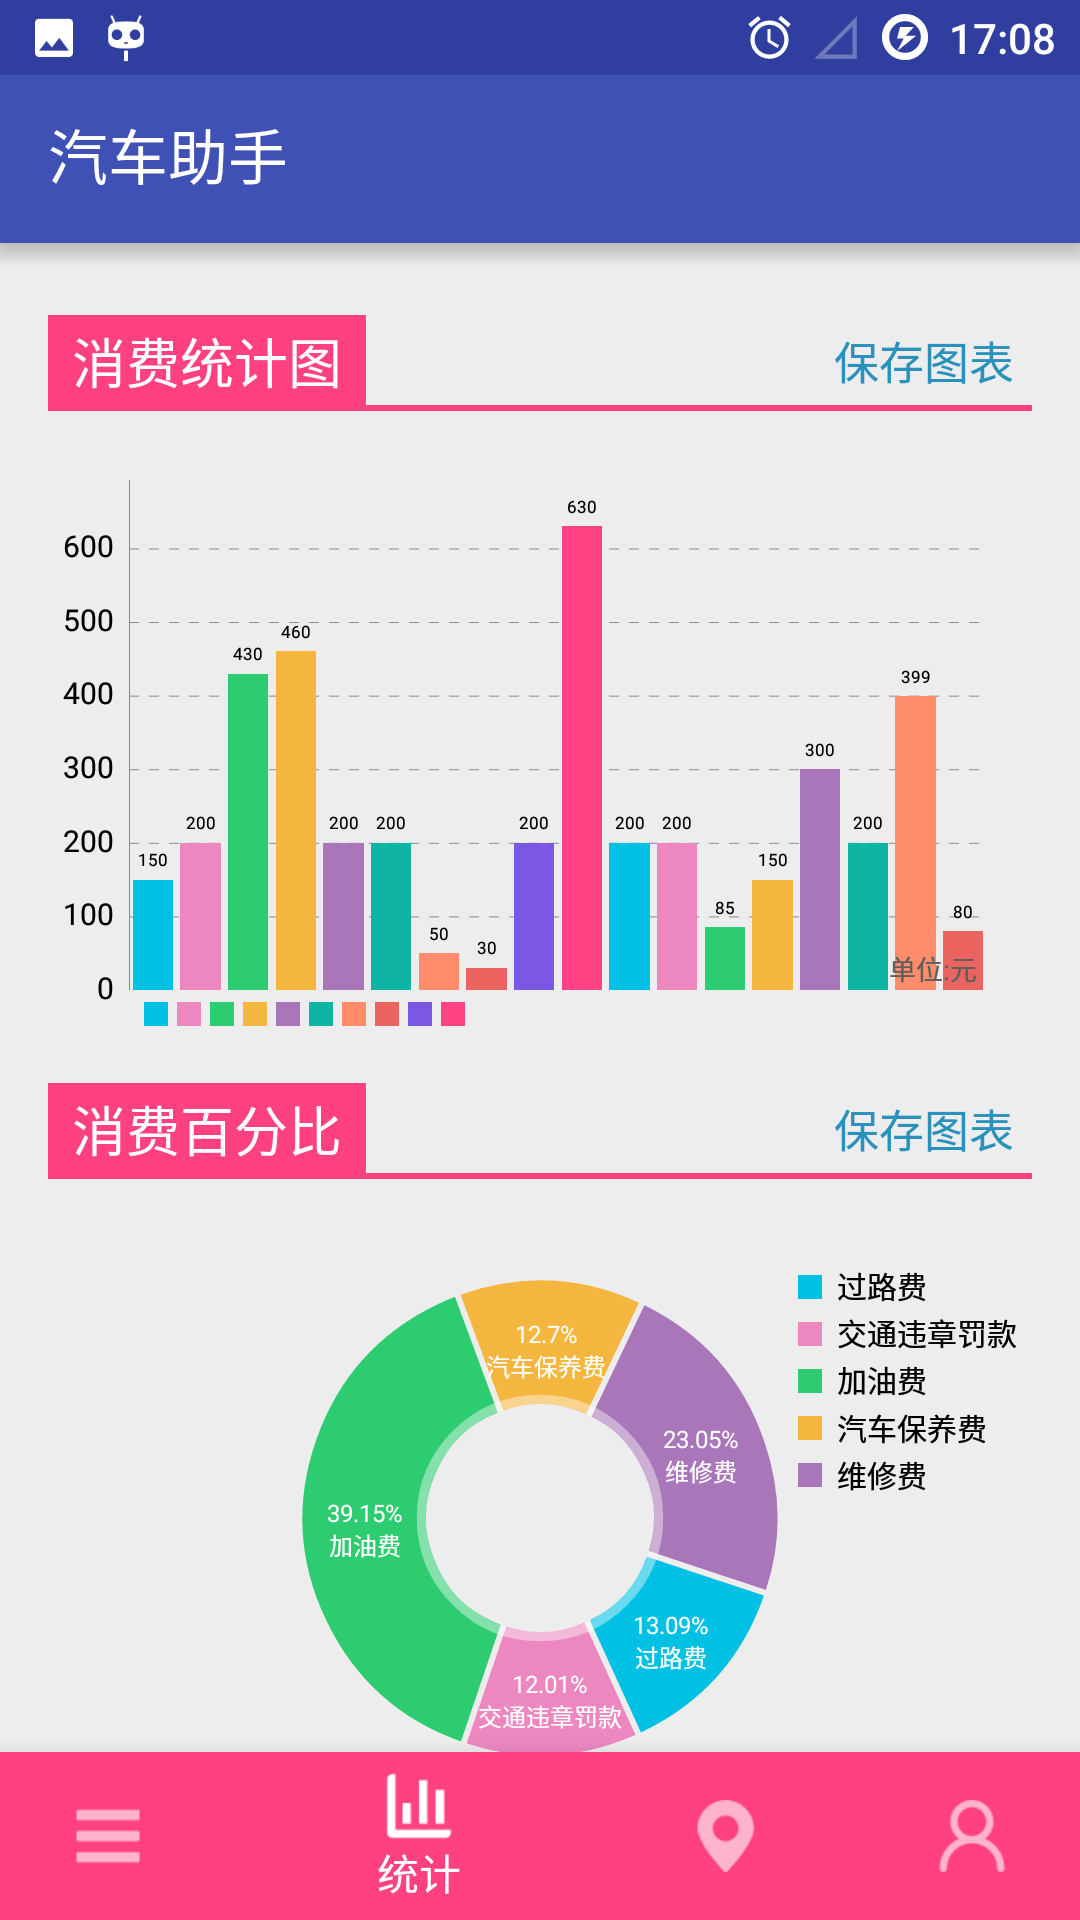 17:08
汽车助手
消费统计图
保存图表
630
600
500
460
430
400
399
300
300
200
200
200 200
200
200 200
200
150
150
100
85
80
50
30
单位:元
0
消费百分比
保存图表
过路费
交通违章罚款
加油费
汽车保养费
维修费
12.7%
汽车保养费
23.05%
维修费
39.15%
加油费
13.09%
过路费
12.01%
交通违章罚款
统计